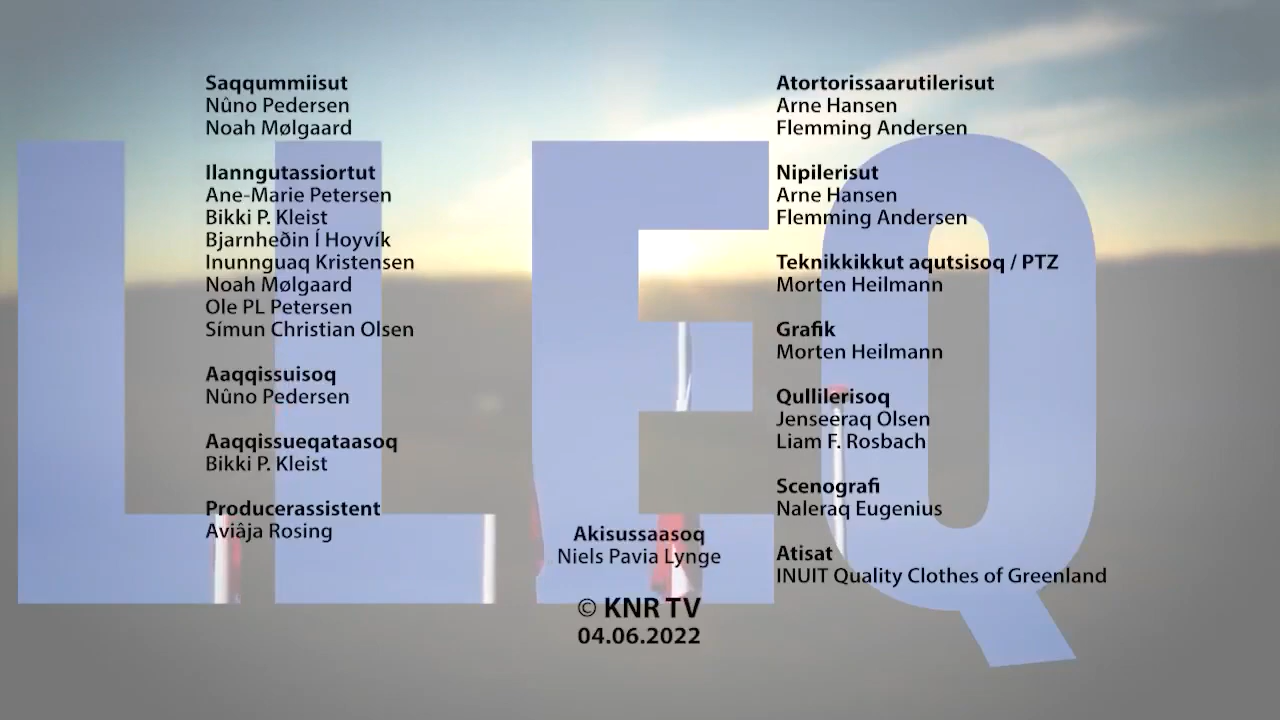 Saqqummiisut
Nûno Pedersen
Noah Mølgaard
Ilanngutassiortut
Ane-Marie Petersen
Bikki P. Kleist
Bjarnheðin Í Hoyvík
Inunnguaq Kristensen
Noah Mølgaard
Ole PL Petersen
Símun Christian Olsen
Aaqqissuisoq
Nûno Pedersen
Aaqqissueqataasoq
Bikki P. Kleist
Producerassistent
Aviâja Rosing
Atortorissaarutilerisut
Arne Hansen
Flemming Andersen
Nipilerisut
Arne Hansen
Flemming Andersen
Teknikkikkut aqutsisoq / PTZ
Morten Heilmann
Grafik
Morten Heilmann
Qullilerisoq
Jenseeraq Olsen
Liam F. Rosbach
Scenografi
Naleraq Eugenius
Atisat
INUIT Quality Clothes of Greenland
Akisussaasoq
Niels Pavia Lynge
© KNR TV
04.06.2022
LLEQ